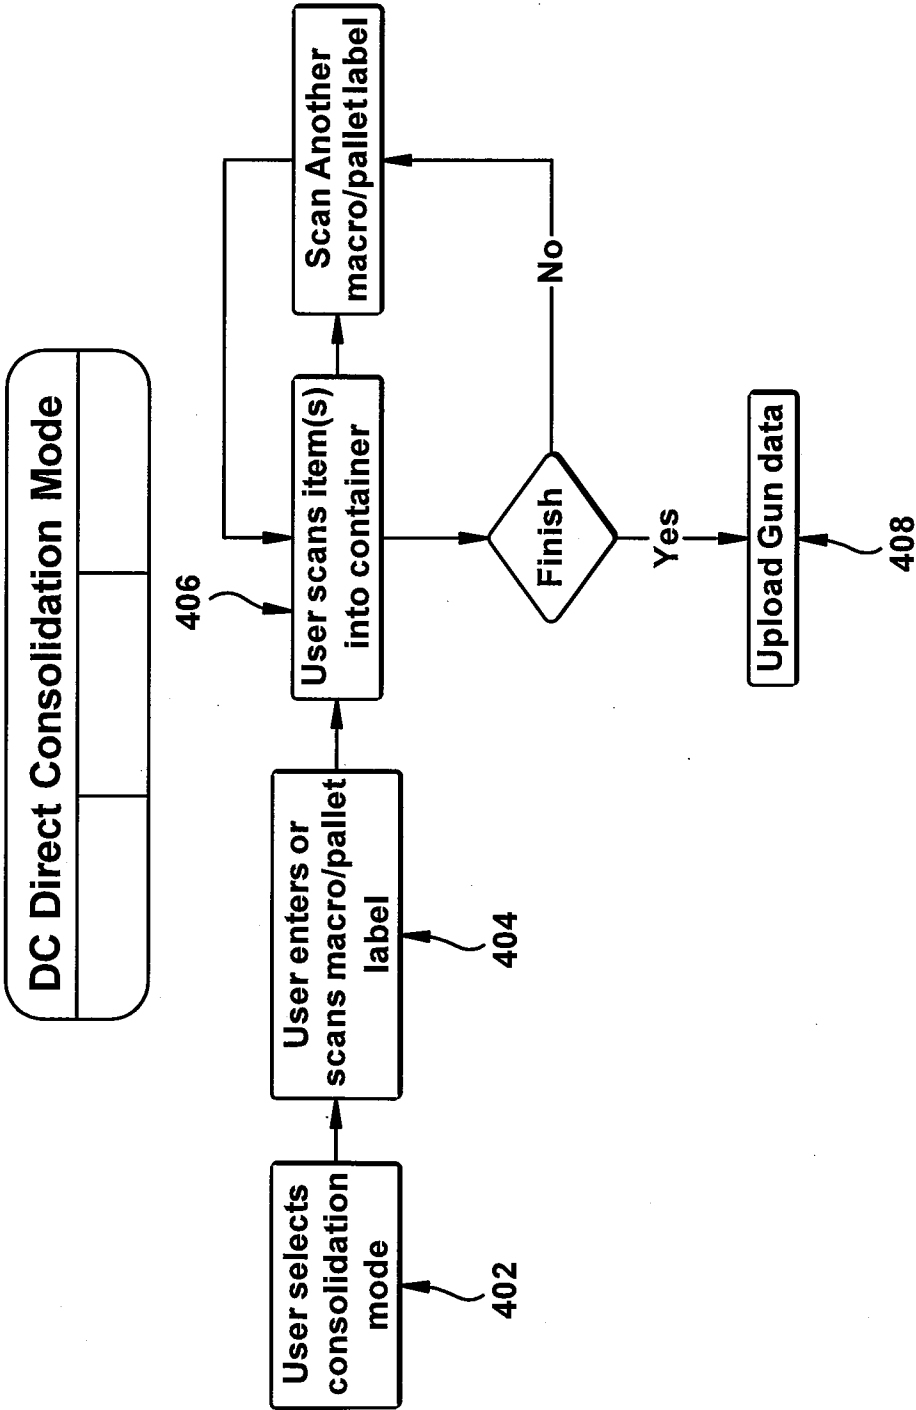 DC Direct Consolidation Mode
User selects
consolidation
mode
402
User enters or
scans macro/pallet
label
404
406
User scans item(s)
into container
Scan Another
macro/pallet label
Finish
No
Yes
Upload Gun data
408